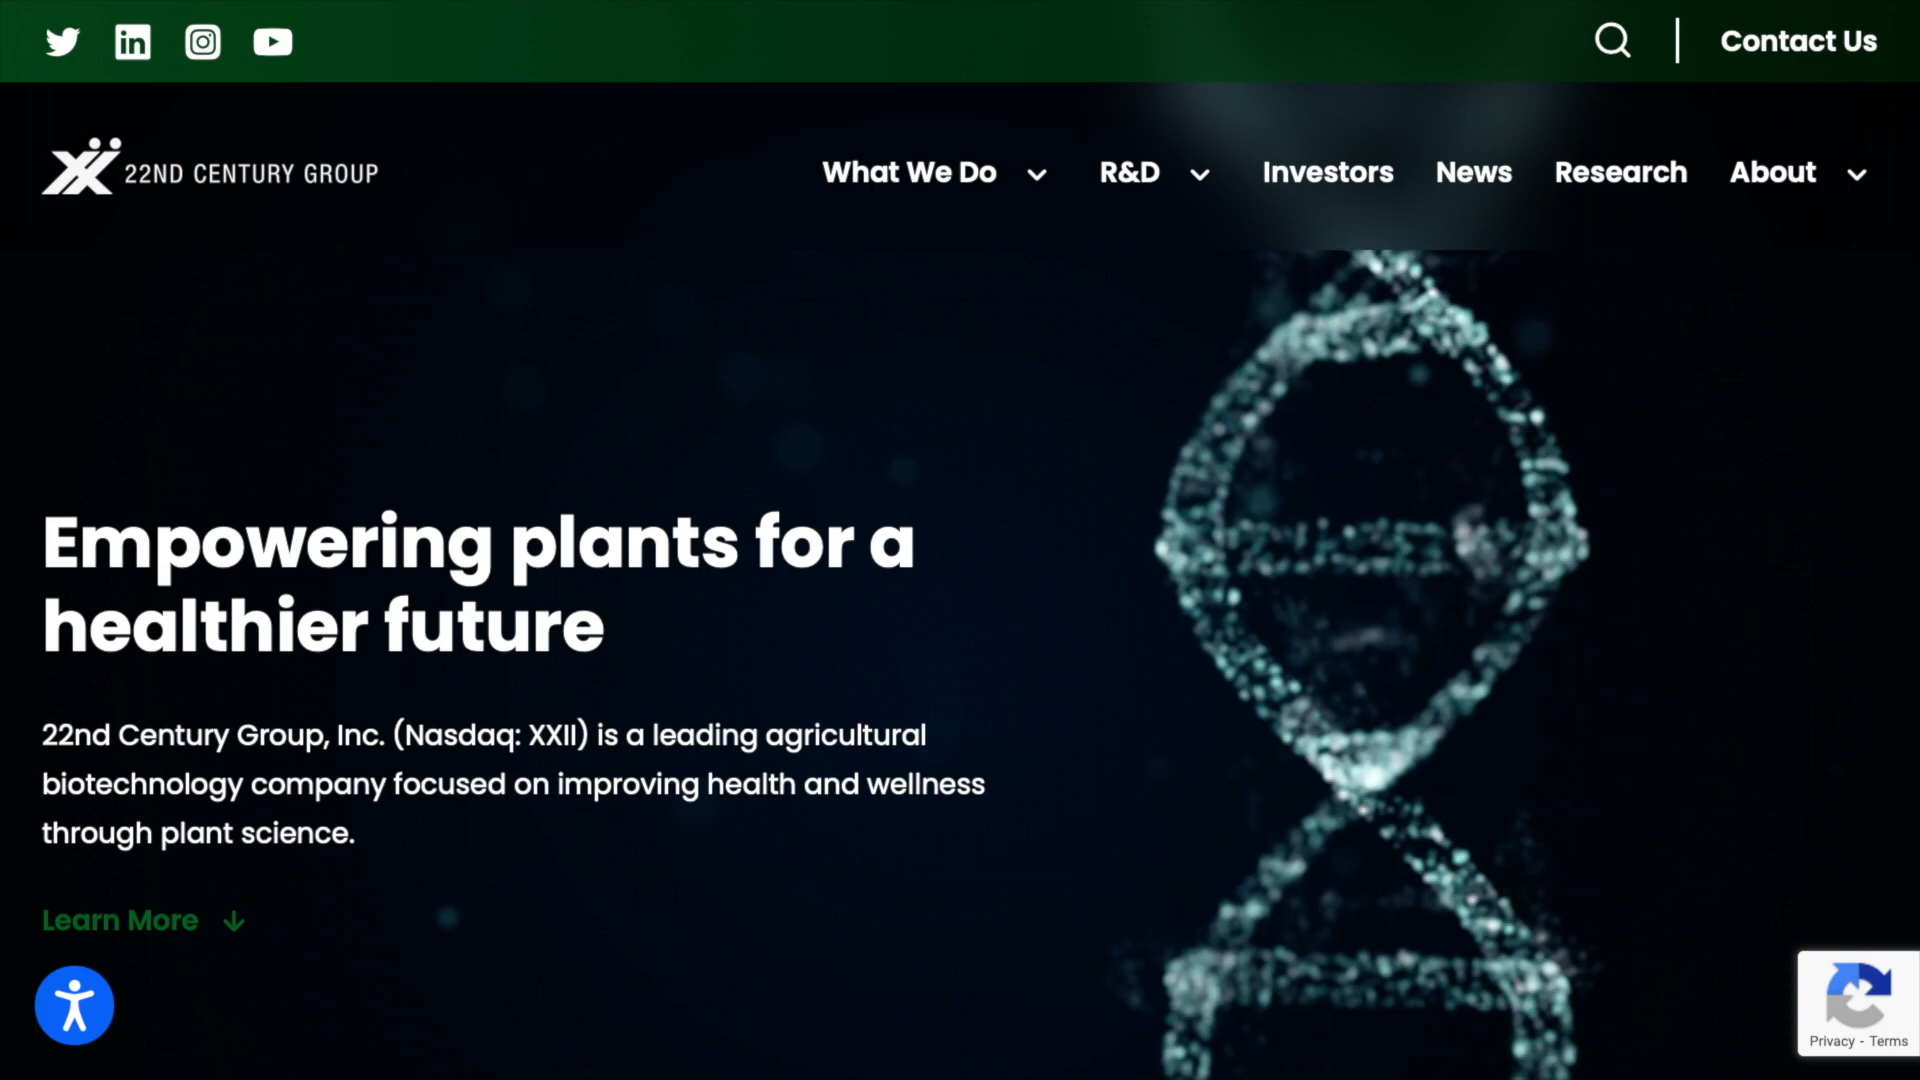 Contact Us
22ND CENTURY GROUP
What We Do R&D Investors News Research About
Empowering plants for a
healthier future
22nd Century Group, Inc. (Nasdaq: XXII) is a leading agricultural
biotechnology company focused on improving health and wellness
through plant science.
Learn More
Privacy - Terms